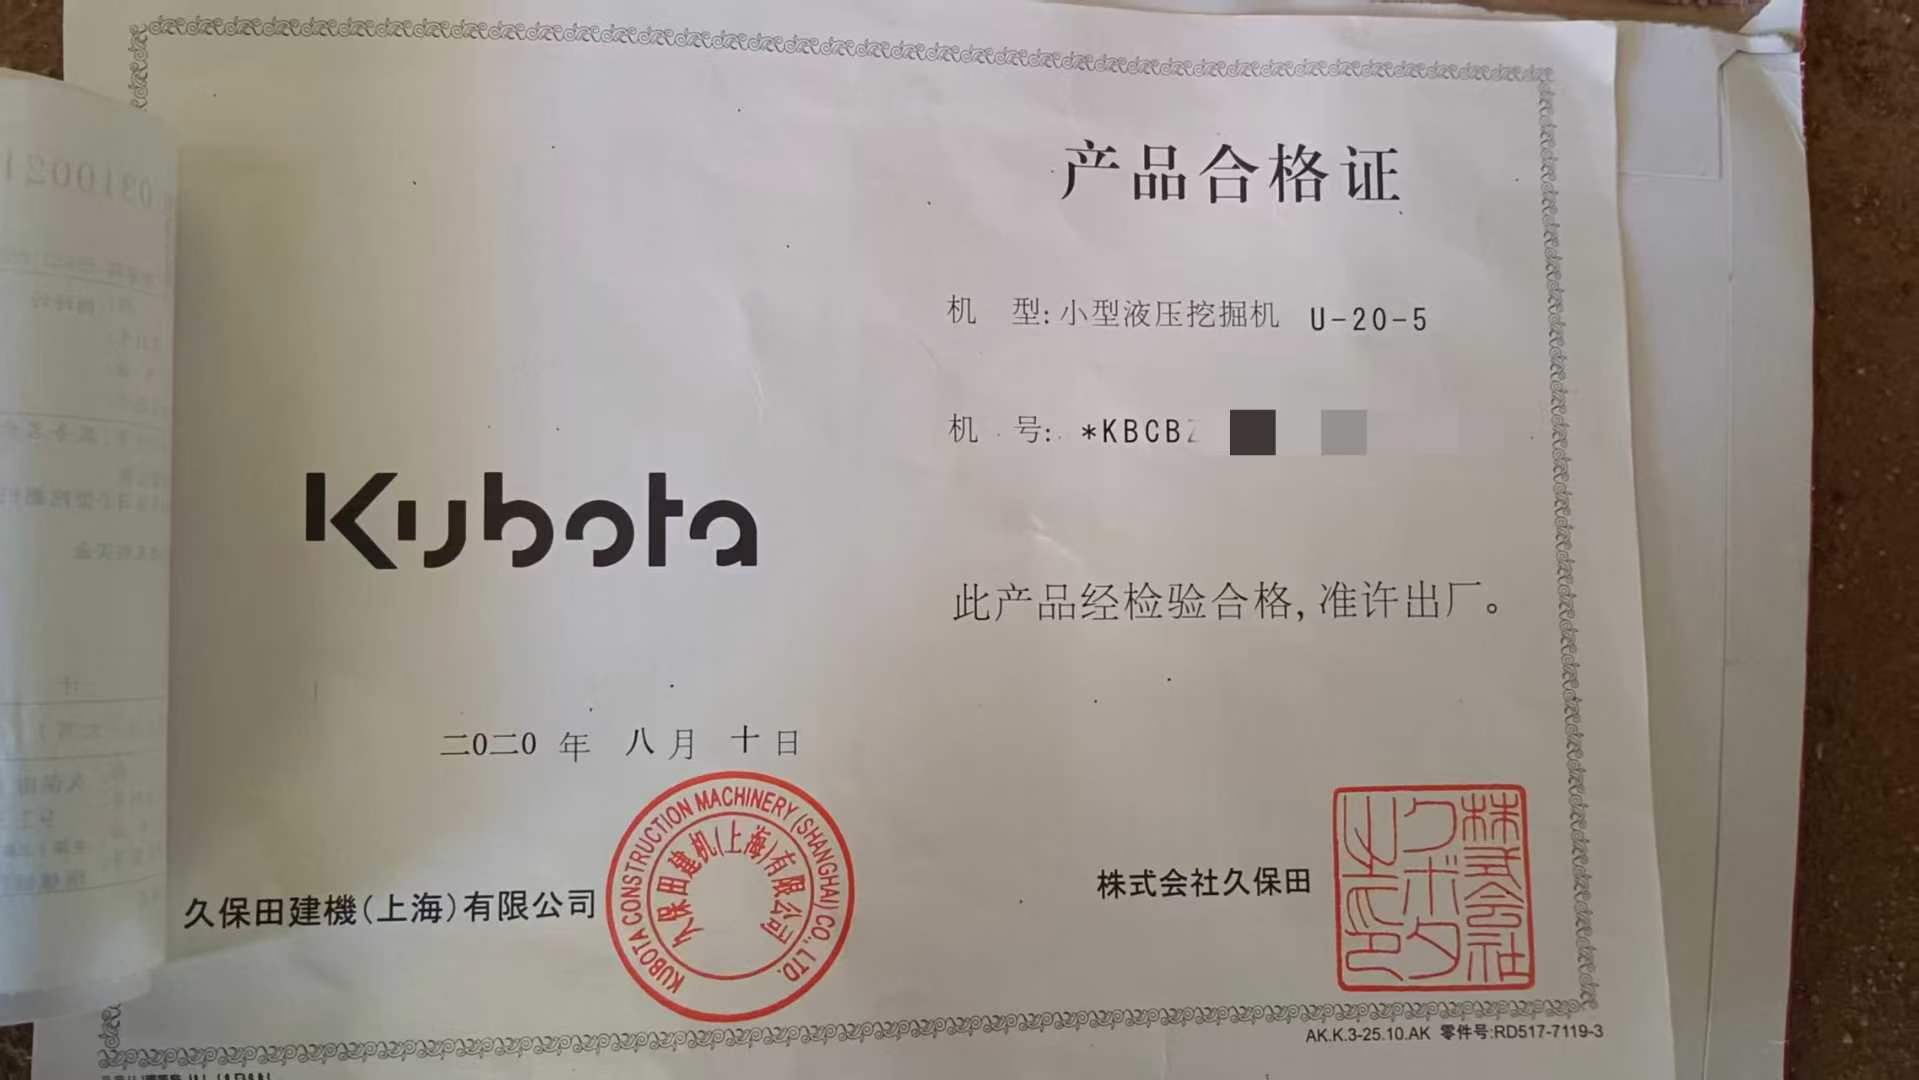 产品合格证
机 型: 小型液压挖掘机 U-20-5
机 号: *KBCBZ
Kubota
此产品经检验合格,准许出厂。
二0二0 年 八 月 十 日
久保田建機(上海)有限公司
KUBOTA CONSTRUCTION MACHINERY (SHANGHAI) CO., LTD.
久保田建机(上海)有限公司
株式会社久保田
株式会社
クボタ
之印
AK.K.3-25.10.AK 零件号:RD517-7119-3